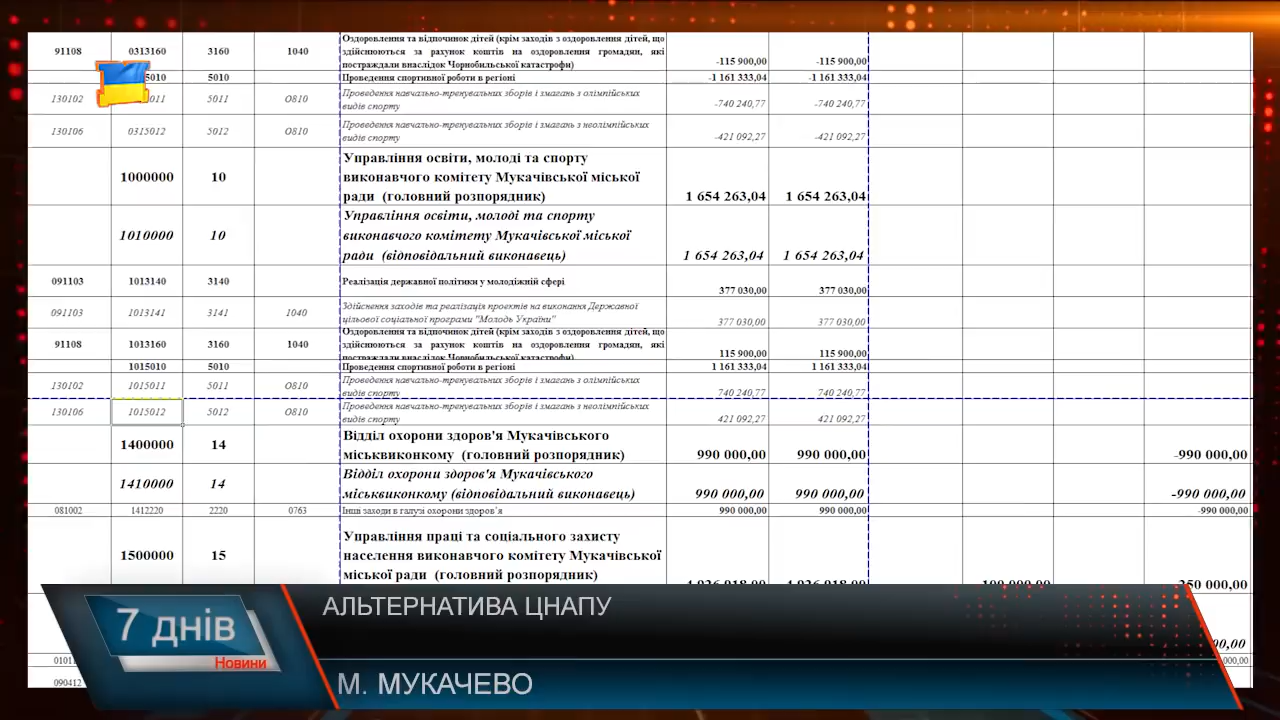 Оздоровлення та відпочинок дітей (крім заходів з оздоровлення дітей, що
91108 0313160 3160 1040 здійснюються за рахунок коштів на оздоровлення громадян, які
постраждали внаслідок Чорнобильської катастрофи) -115 900,00 -115 900,00
5010 5010 Проведення спортивної роботи в регіоні -1 161 333,04 -1 161 333,04
130102 011 5011 О810 Проведення навчально-тренувальних зборів і змагань з олімпійських
видів спорту -740 240,77 -740 240,77
130106 0315012 5012 О810 Проведення навчально-тренувальних зборів і змагань з неолімпійських
видів спорту -421 092,27 -421 092,27
Управління освіти, молоді та спорту
1000000 10 виконавчого комітету Мукачівської міської
ради (головний розпорядник) 1 654 263,04 1 654 263,04
Управління освіти, молоді та спорту
1010000 10 виконавчого комітету Мукачівської міської
ради (відповідальний виконавець) 1 654 263,04 1 654 263,04
091103 1013140 3140 Реалізація державної політики у молодіжній сфері 377 030,00 377 030,00
091103 1013141 3141 1040 Здійснення заходів та реалізація проектів на виконання Державної
цільової соціальної програми "Молодь України" 377 030,00 377 030,00
Оздоровлення та відпочинок дітей (крім заходів з оздоровлення дітей, що
91108 1013160 3160 1040 здійснюються за рахунок коштів на оздоровлення громадян, які
постраждали внаслідок Чорнобильської катастрофи) 115 900,00 115 900,00
1015010 5010 Проведення спортивної роботи в регіоні 1 161 333,04 1 161 333,04
130102 1015011 5011 О810 Проведення навчально-тренувальних зборів і змагань з олімпійських
видів спорту 740 240,77 740 240,77
130106 1015012 5012 О810 Проведення навчально-тренувальних зборів і змагань з неолімпійських
видів спорту 421 092,27 421 092,27
Відділ охорони здоров'я Мукачівського
1400000 14 міськвиконкому (головний розпорядник) 990 000,00 990 000,00 -990 000,00
Відділ охорони здоров'я Мукачівського
1410000 14 міськвиконкому (відповідальний виконавець) 990 000,00 990 000,00 -990 000,00
081002 1412220 2220 0763 Інші заходи в галузі охорони здоров'я 990 000,00 990 000,00 -990 000,00
Управління праці та соціального захисту
1500000 15 населення виконавчого комітету Мукачівської
міської ради (головний розпорядник)
090412
АЛЬТЕРНАТИВА ЦНАПУ
7 днів
Новини
М. МУКАЧЕВО